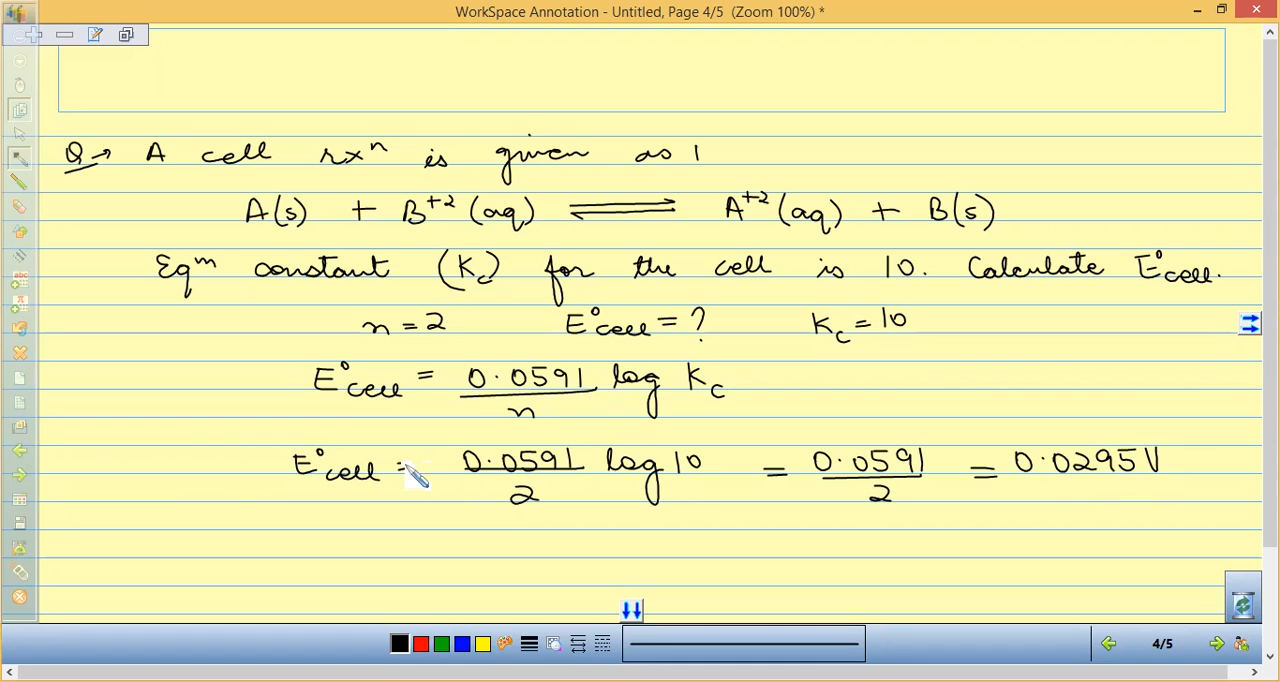 WorkSpace Annotation - Untitled, Page 4/5 (Zoom 100%) *
Q→ A cell rxⁿ is given as
A(s) + B⁺²(aq) ⇌ A⁺²(aq) + B(s)
Eqᵐ constant (Kc) for the cell is 10. Calculate E°cell.
n = 2 E°cell = ? Kc = 10
E°cell = 0.0591/n log Kc
E°cell = 0.0591/2 log 10 = 0.0591/2 = 0.0295 V
4/5